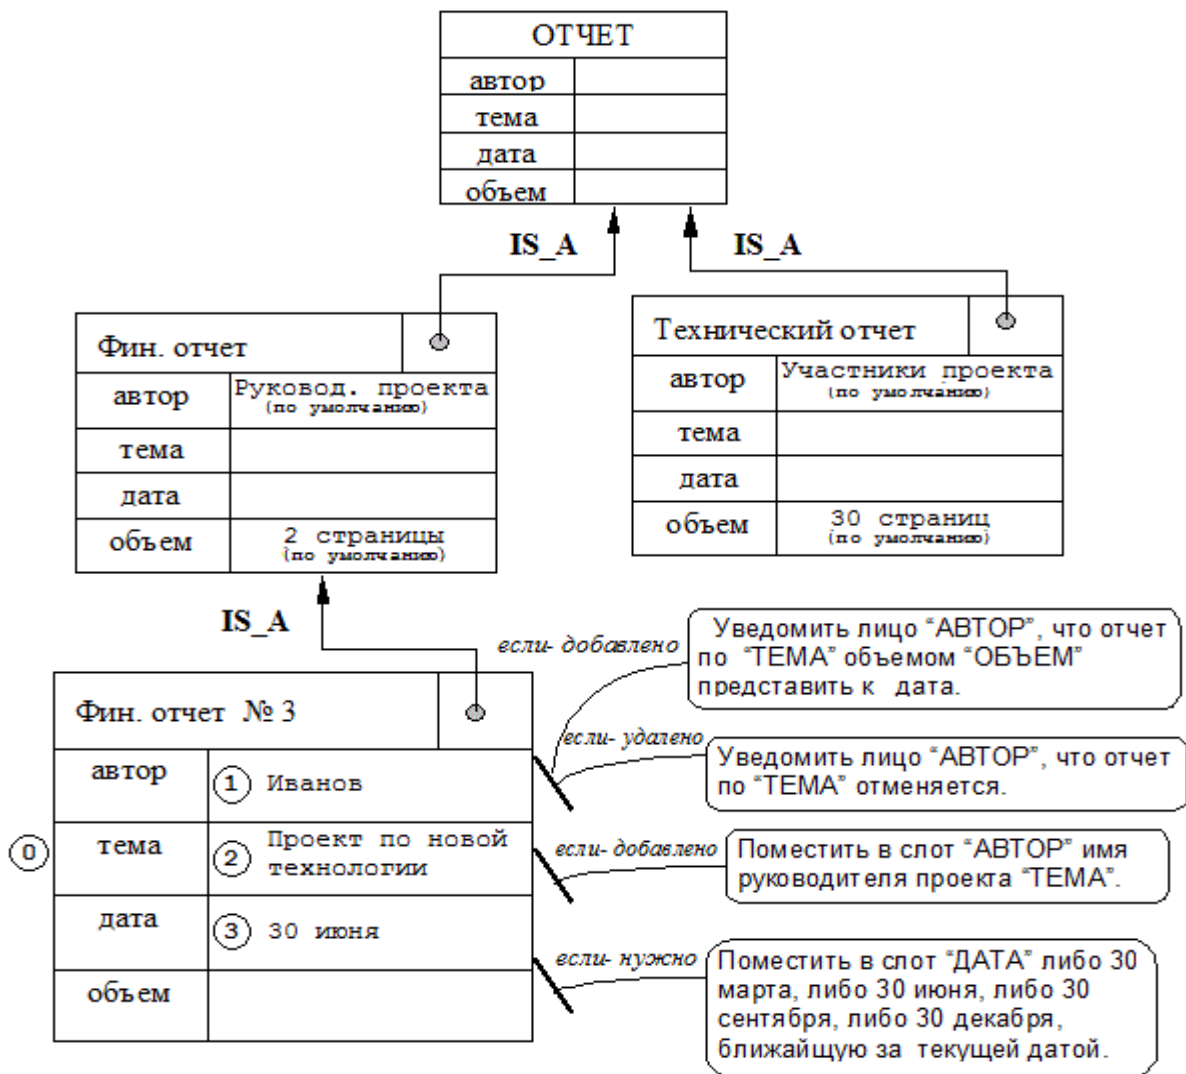 ОТЧЕТ
автор
тема
дата
объем
IS_A
IS_A
Фин. отчет
автор
Руковод. проекта
(по умолчанию)
тема
дата
объем
2 страницы
(по умолчанию)
Технический отчет
автор
Участники проекта
(по умолчанию)
тема
дата
объем
30 страниц
(по умолчанию)
IS_A
Фин. отчет № 3
автор
1 Иванов
0
тема
2 Проект по новой
технологии
дата
3 30 июня
объем
если- добавлено
Уведомить лицо “АВТОР”, что отчет
по “ТЕМА” объемом “ОБЪЕМ”
представить к дата.
если- удалено
Уведомить лицо “АВТОР”, что отчет
по “ТЕМА” отменяется.
если- добавлено
Поместить в слот “АВТОР” имя
руководителя проекта “ТЕМА”.
если- нужно
Поместить в слот “ДАТА” либо 30
марта, либо 30 июня, либо 30
сентября, либо 30 декабря,
ближайщую за текущей датой.